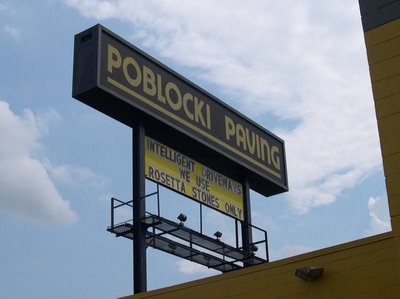 POBLOCKI PAVING
INTELLIGENT DRIVEWAYS
WE USE
ROSETTA STONES ONLY